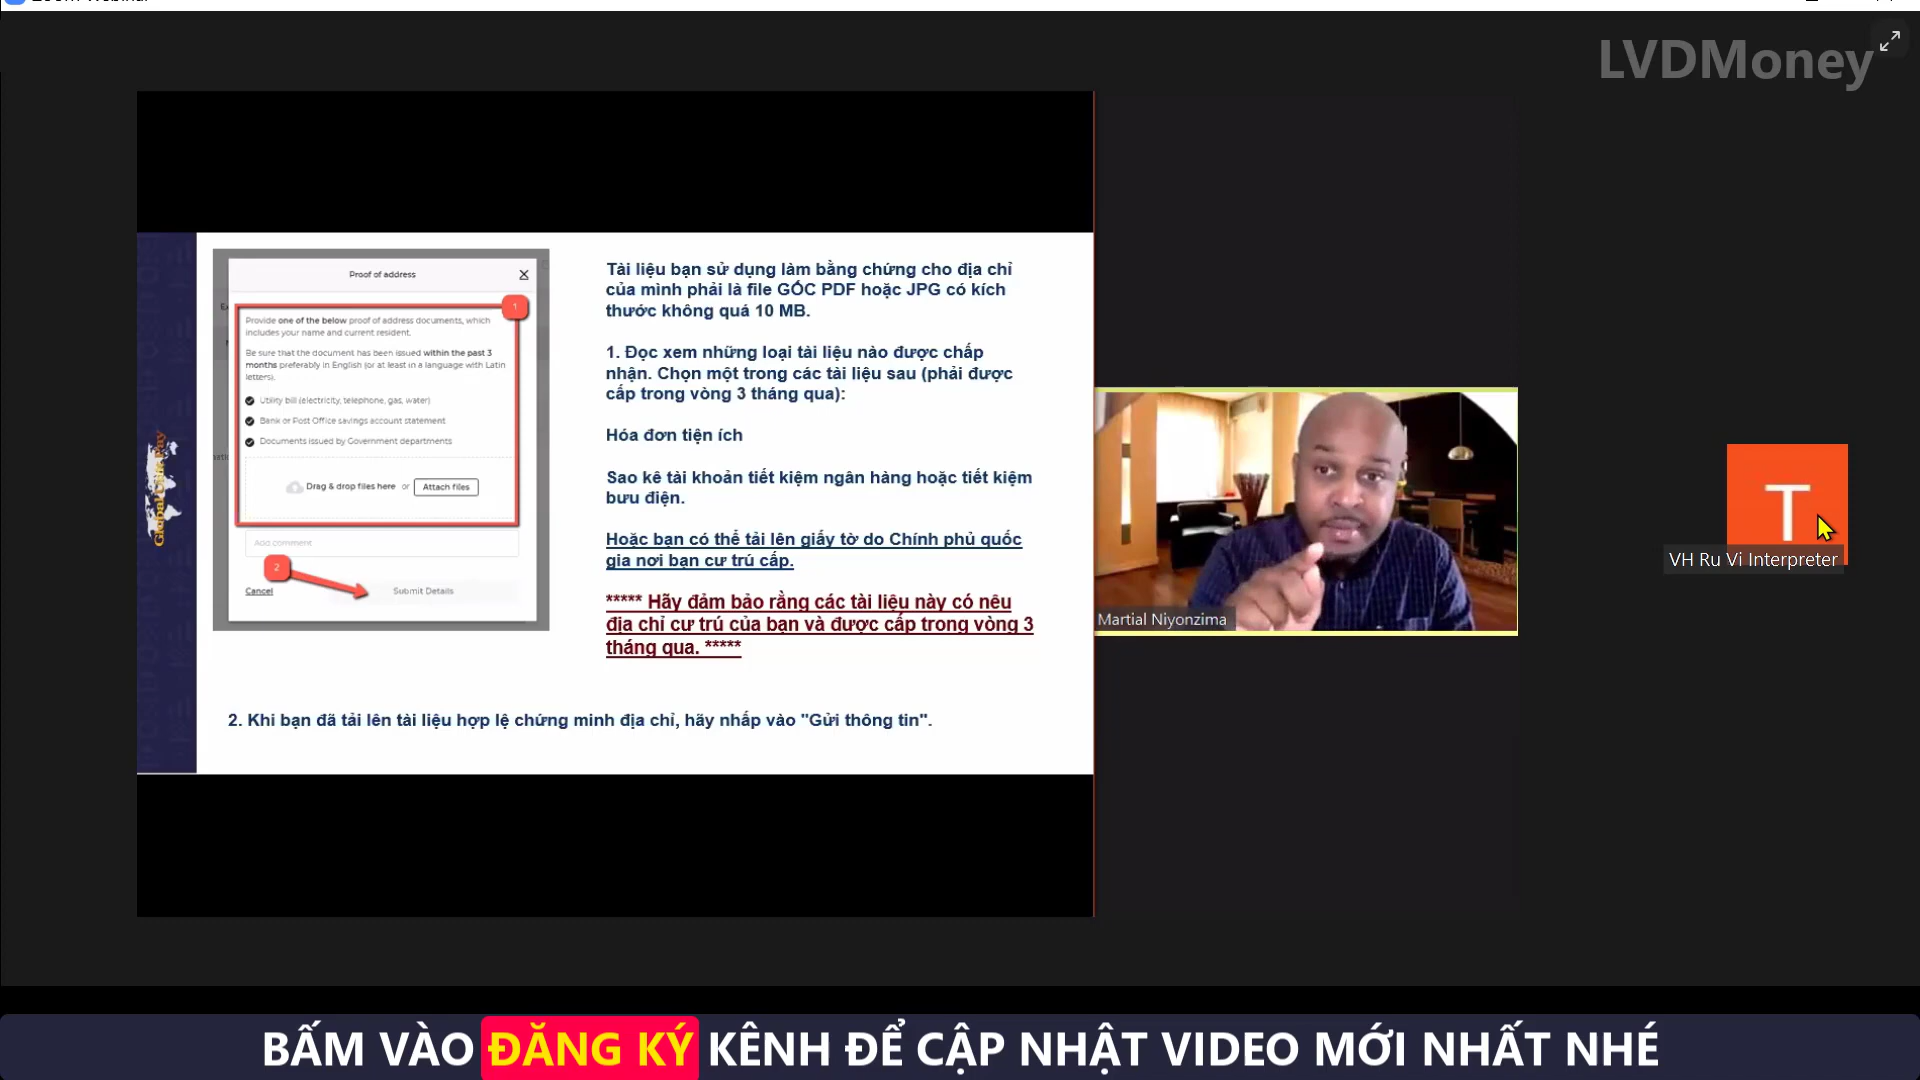 LVDMoney
Proof of address
1
Provide one of the below proof of address documents, which
includes your name and current resident.
Be sure that the document has been issued within the past 3
months preferably in English (or at least in a language with Latin
letters).
Utility bill (electricity, telephone, gas, water)
Bank or Post Office savings account statement
Documents issued by Government departments
Drag & drop files here or Attach files
Add comment
2
Cancel
Submit Details
Tài liệu bạn sử dụng làm bằng chứng cho địa chỉ
của mình phải là file GỐC PDF hoặc JPG có kích
thước không quá 10 MB.
1. Đọc xem những loại tài liệu nào được chấp
nhận. Chọn một trong các tài liệu sau (phải được
cấp trong vòng 3 tháng qua):
Hóa đơn tiện ích
Sao kê tài khoản tiết kiệm ngân hàng hoặc tiết kiệm
bưu điện.
Hoặc bạn có thể tải lên giấy tờ do Chính phủ quốc
gia nơi bạn cư trú cấp.
***** Hãy đảm bảo rằng các tài liệu này có nêu
địa chỉ cư trú của bạn và được cấp trong vòng 3
tháng qua. *****
2. Khi bạn đã tải lên tài liệu hợp lệ chứng minh địa chỉ, hãy nhấp vào "Gửi thông tin".
Martial Niyonzima
T
VH Ru Vi Interpreter
BẤM VÀO ĐĂNG KÝ KÊNH ĐỂ CẬP NHẬT VIDEO MỚI NHẤT NHÉ